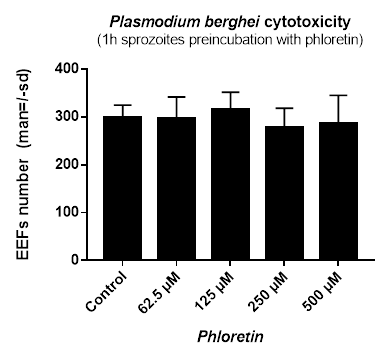 Plasmodium berghei cytotoxicity
(1h sprozoites preincubation with phloretin)
EEFs number (man=/-sd)
400
300
200
100
0
Control
62.5 µM
125 µM
250 µM
500 µM
Phloretin